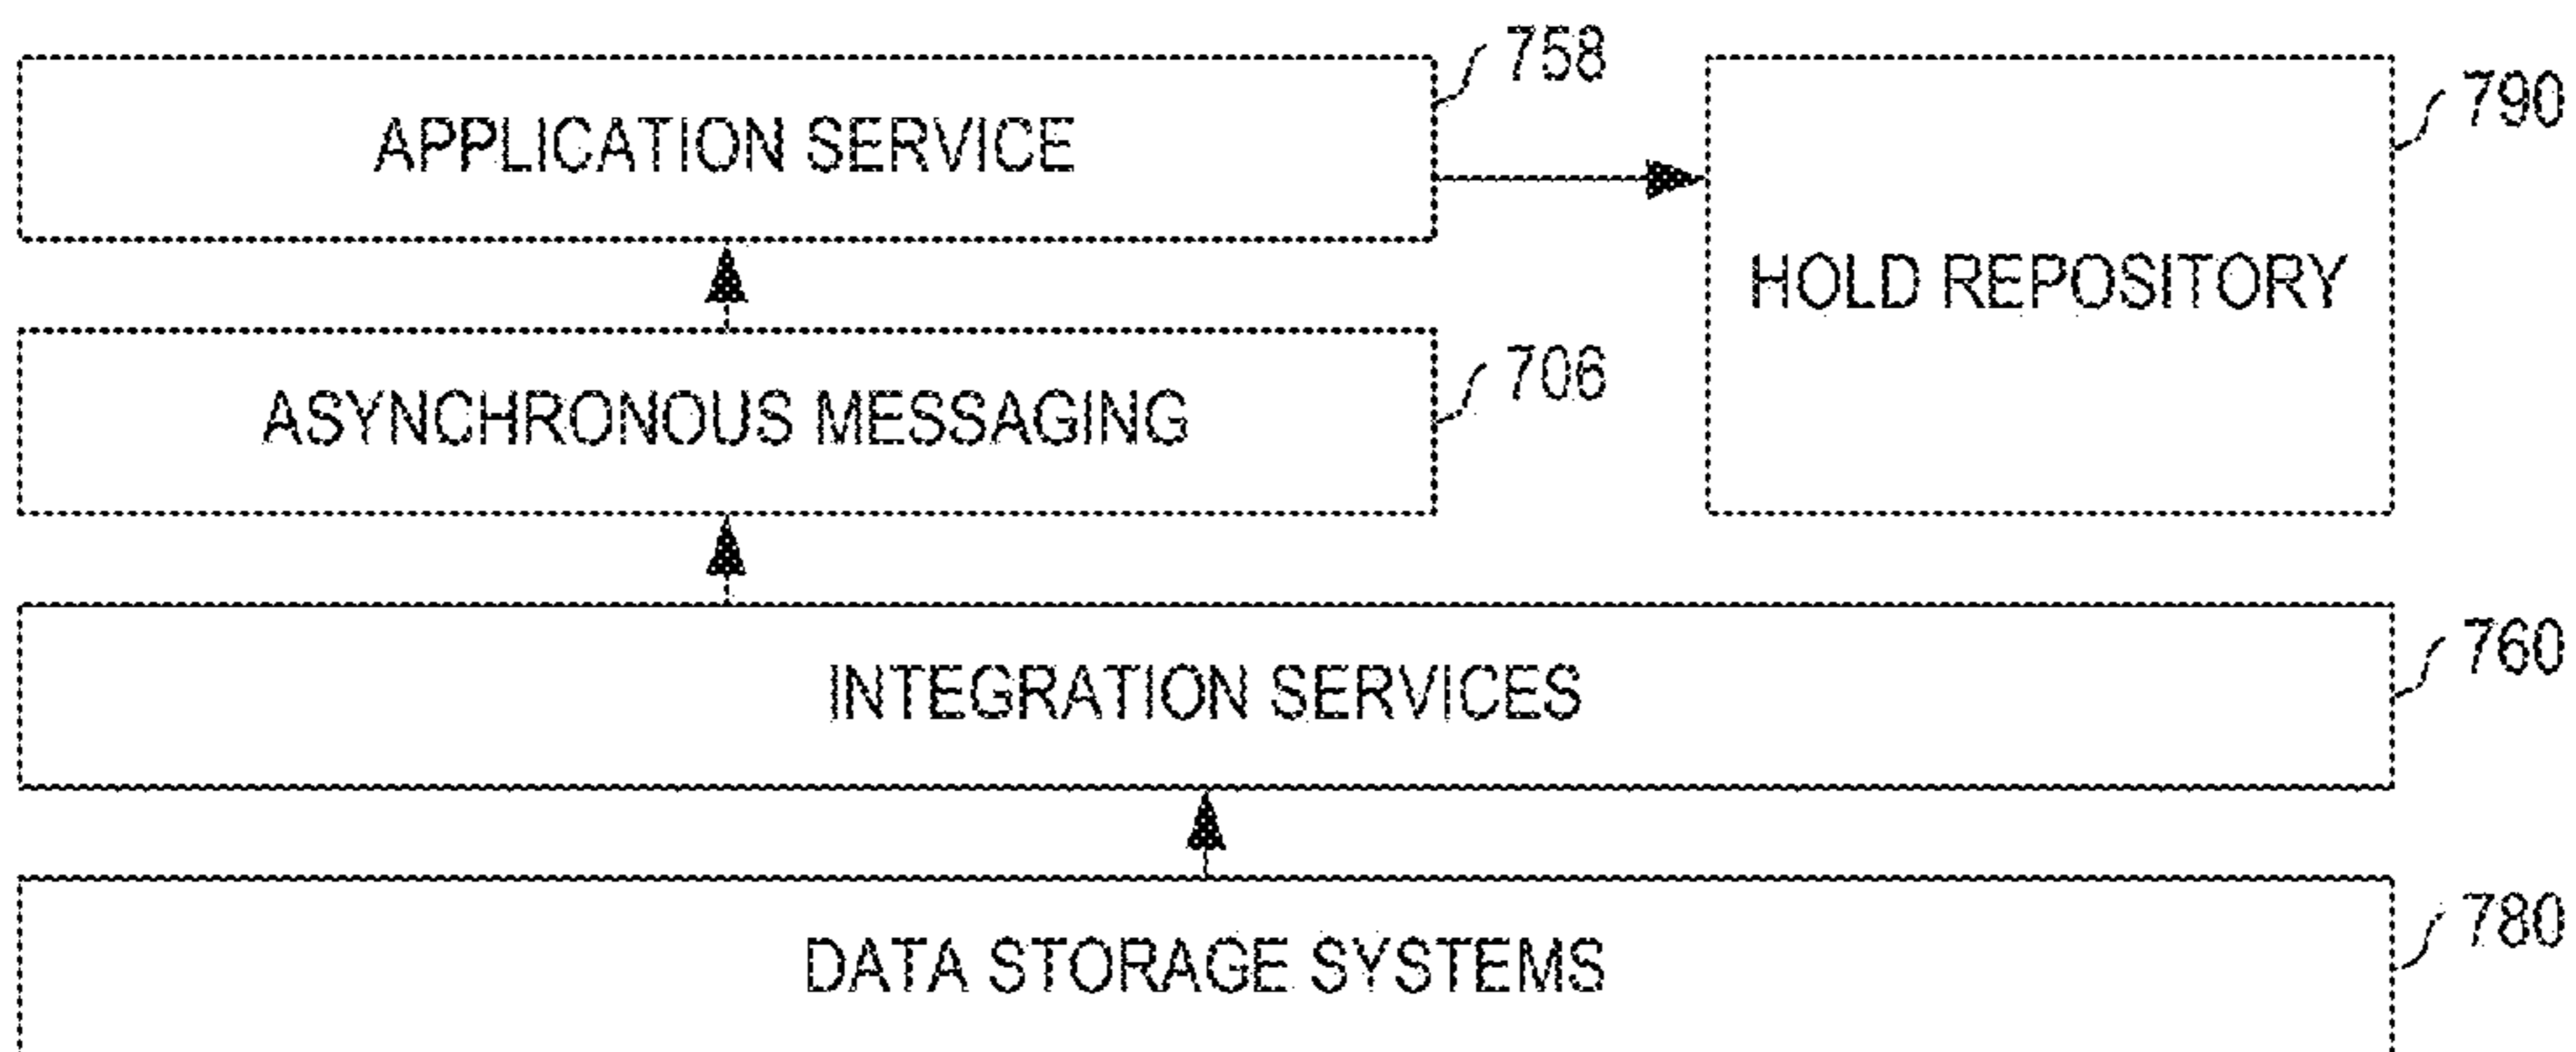 758
APPLICATION SERVICE
790
HOLD REPOSITORY
706
ASYNCHRONOUS MESSAGING
760
INTEGRATION SERVICES
780
DATA STORAGE SYSTEMS